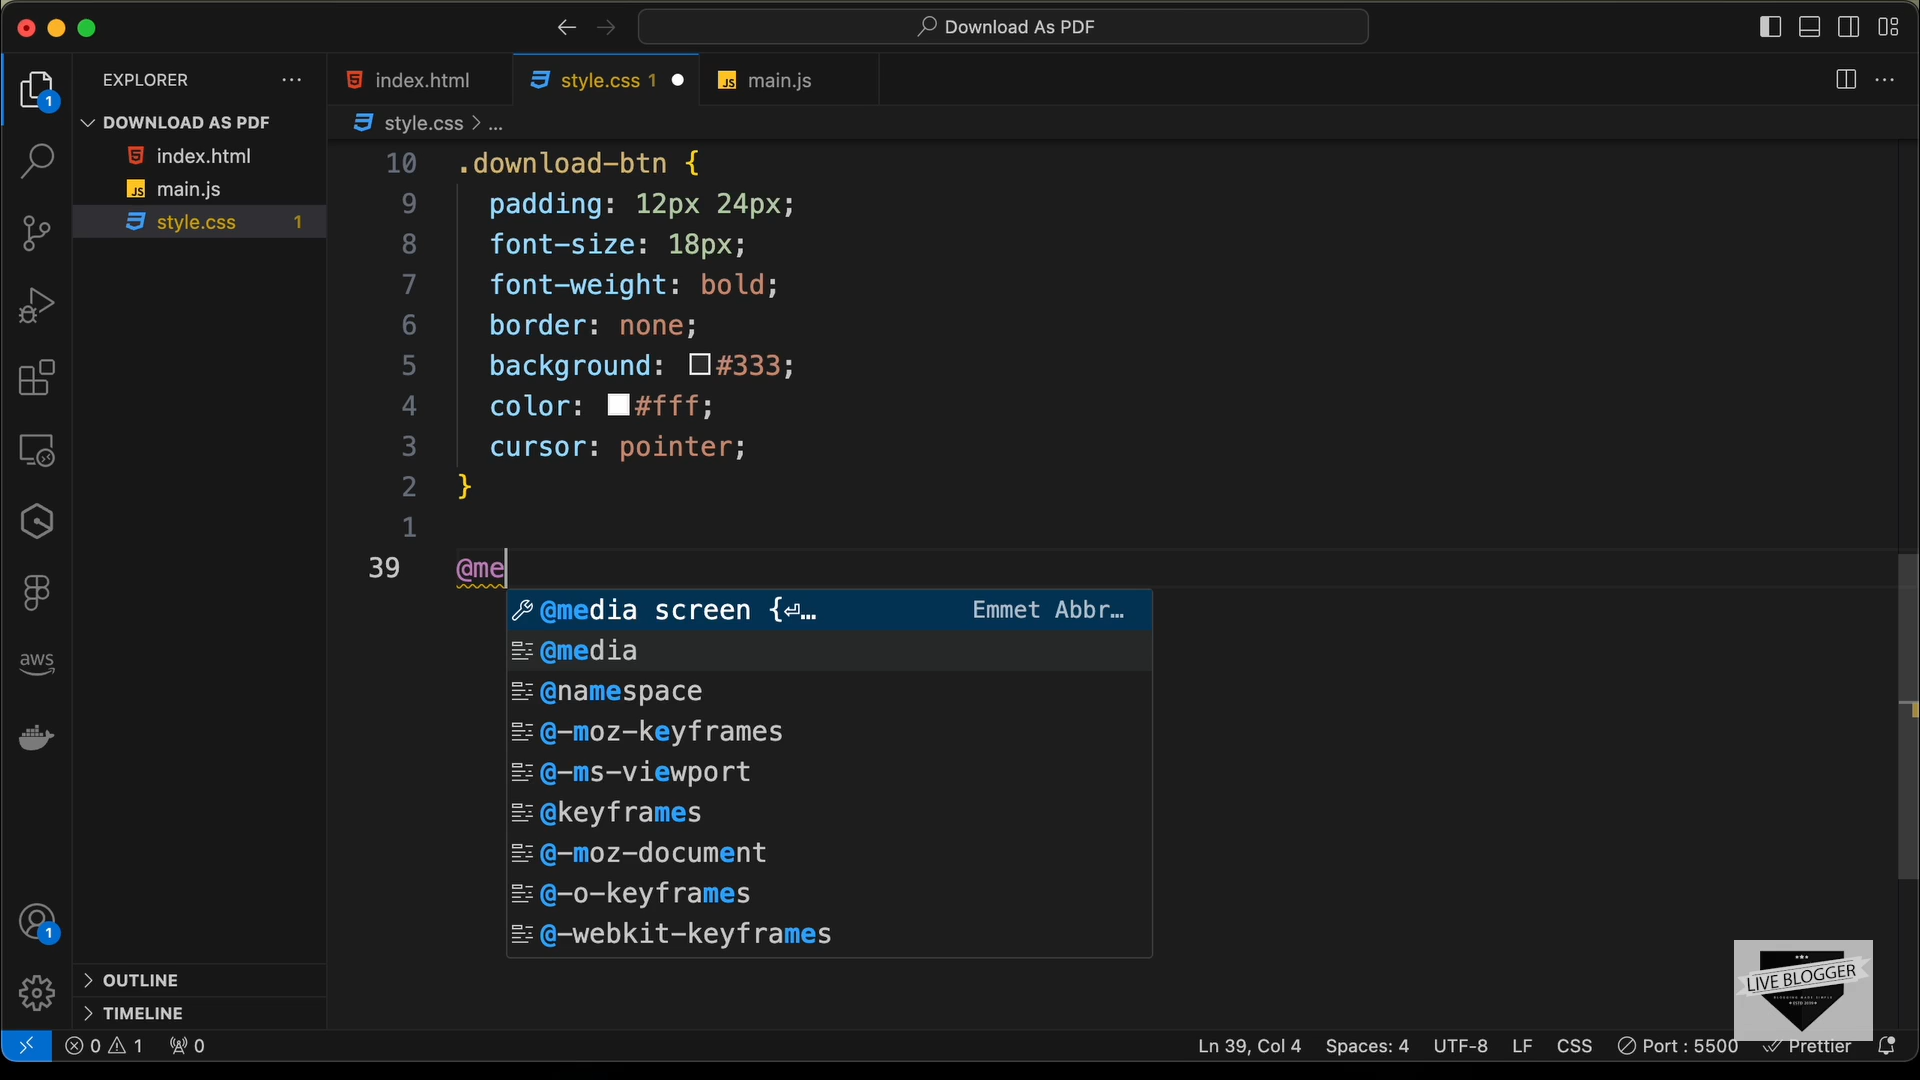 Download As PDF
EXPLORER
index.html
style.css 1
main.js
DOWNLOAD AS PDF
style.css > ...
index.html
main.js
style.css 1
1
10 .download-btn {
9 padding: 12px 24px;
8 font-size: 18px;
7 font-weight: bold;
6 border: none;
5 background: #333;
4 color: #fff;
3 cursor: pointer;
2 }
1
39 @me
@media screen {⏎… Emmet Abbr…
@media
@namespace
@-moz-keyframes
@-ms-viewport
@keyframes
@-moz-document
@-o-keyframes
@-webkit-keyframes
aws
1
OUTLINE
TIMELINE
LIVE BLOGGER
0 1 0
Ln 39, Col 4 Spaces: 4 UTF-8 LF CSS Port : 5500 Prettier